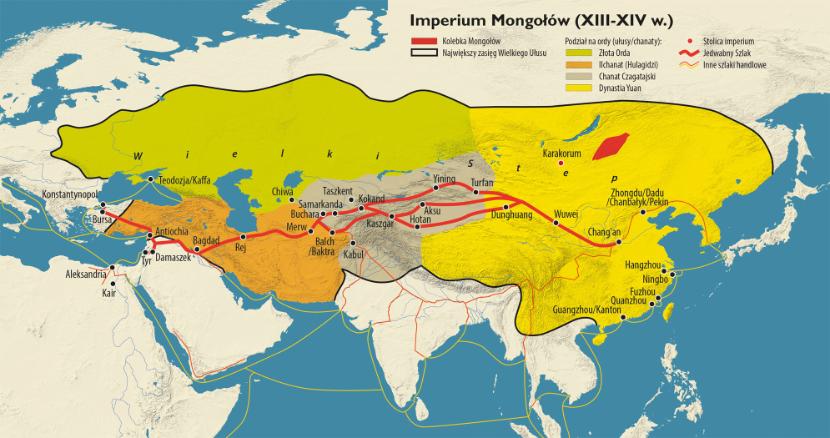 Imperium Mongołów (XIII-XIV w.)
Kolebka Mongołów
Największy zasięg Wielkiego Ułusu
Podział na ordy (ułusy/chanaty):
Złota Orda
Ilchanat (Hulagidzi)
Chanat Czagatajski
Dynastia Yuan
Stolica imperium
Jedwabny Szlak
Inne szlaki handlowe
Wielki Step
Karakorum
Teodozja/Kaffa
Konstantynopol
Bursa
Chiwa
Taszkent
Yining
Turfan
Samarkanda
Kokand
Buchara
Zhongdu/Dadu
/Chanbałyk/Pekin
Aksu
Dunghuang
Wuwei
Merw
Kaszgar
Hotan
Antiochia
Bagdad
Rej
Balch
/Baktra
Kabul
Chang'an
Tyr
Damaszek
Aleksandria
Kair
Hangzhou
Ningbo
Fuzhou
Quanzhou
Guangzhou/Kanton